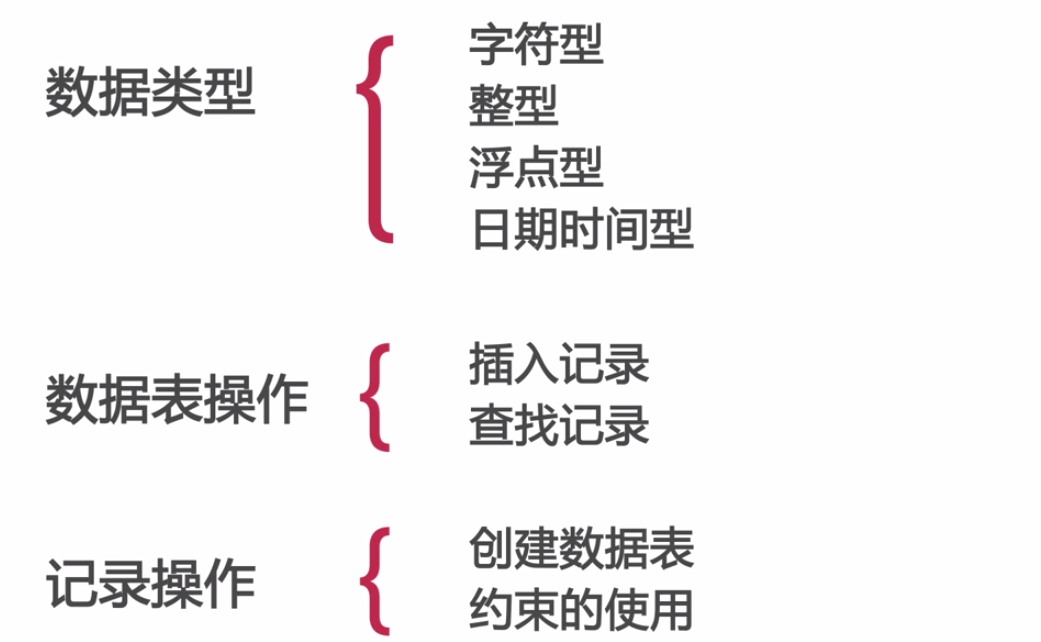 数据类型
字符型
整型
浮点型
日期时间型
数据表操作
插入记录
查找记录
记录操作
创建数据表
约束的使用